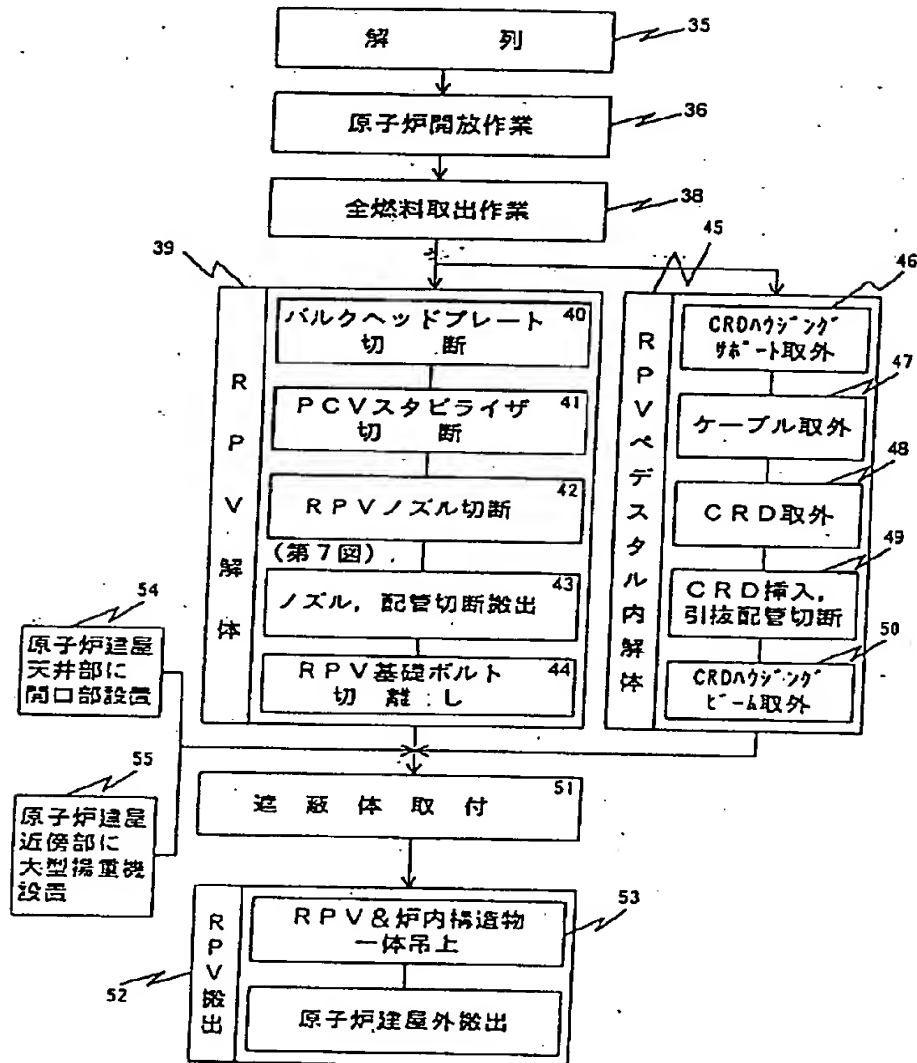 解列
35
原子炉開放作業
36
全燃料取出作業
38
39
RPV解体
バルクヘッドプレート
切断
40
PCVスタビライザ
切断
41
RPVノズル切断
42
(第7図)
ノズル,配管切断搬出
43
RPV基礎ボルト
切離し
44
45
RPVペデスタル内解体
46
CRDハウジング
サポート取外
47
ケーブル取外
48
CRD取外
49
CRD挿入,
引抜配管切断
50
CRDハウジング
ビーム取外
54
原子炉建屋
天井部に
開口部設置
55
原子炉建屋
近傍部に
大型揚重機
設置
遮蔽体取付
51
52
RPV搬出
53
RPV&炉内構造物
一体吊上
原子炉建屋外搬出